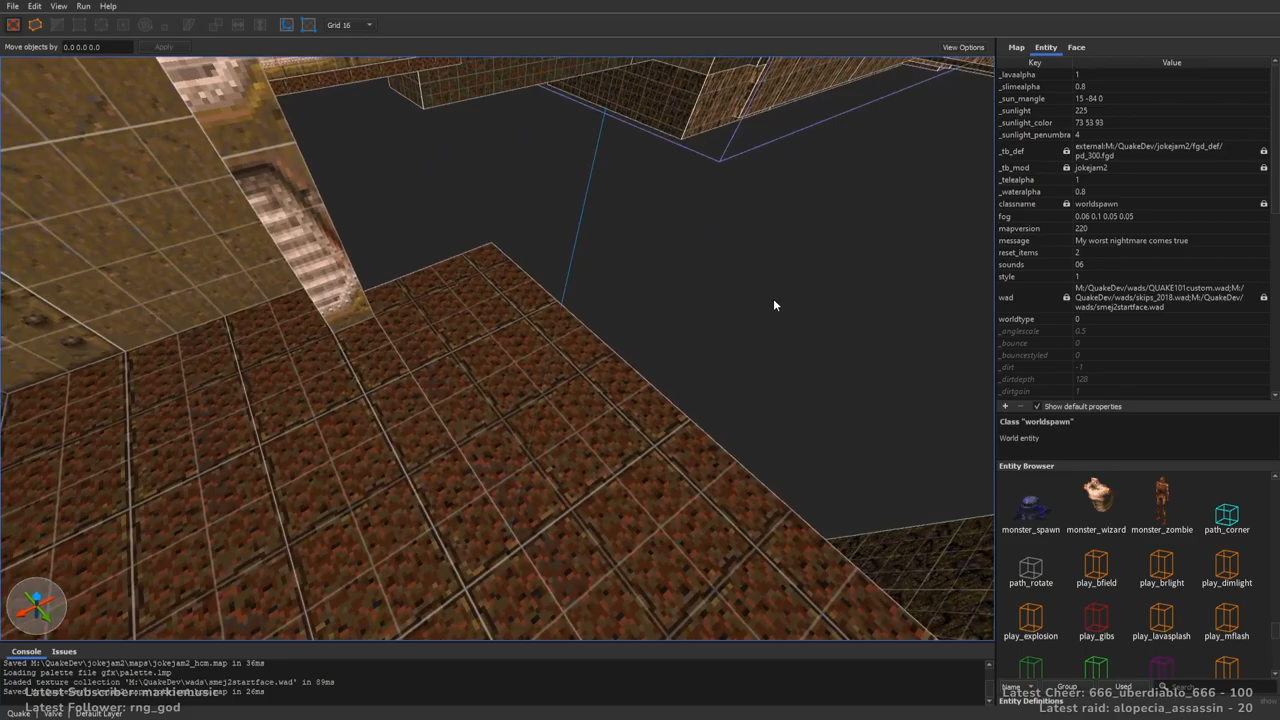 File Edit View Run Help
Grid 16
Move objects by 0.0 0.0 0.0 Apply
View Options
Map Entity Face
Key Value
_lavaalpha 1
_slimealpha 0.8
_sun_mangle 15 -84 0
_sunlight 225
_sunlight_color 73 53 93
_sunlight_penumbra 4
_tb_def external:M:/QuakeDev/jokejam2/fgd_def/
pd_300.fgd
_tb_mod jokejam2
_telealpha 1
_wateralpha 0.8
classname worldspawn
fog 0.06 0.1 0.05 0.05
mapversion 220
message My worst nightmare comes true
reset_items 2
sounds 06
style 1
wad M:/QuakeDev/wads/QUAKE101custom.wad;M:/
QuakeDev/wads/skips_2018.wad;M:/QuakeDev/
wads/smej2startface.wad
worldtype 0
_anglescale 0.5
_bounce 0
_bouncestyled 0
_dirt -1
_dirtdepth 128
_dirtgain 1
+ − Show default properties
Class "worldspawn"
World entity
Entity Browser
monster_spawn monster_wizard monster_zombie path_corner
path_rotate play_bfield play_brlight play_dimlight
play_explosion play_gibs play_lavasplash play_mflash
Name Group Used Search
Entity Definitions
Console Issues
Saved M:\QuakeDev\jokejam2\maps\jokejam2_hcm.map in 36ms
Loading palette file gfx\palette.lmp
Loaded texture collection 'M:\QuakeDev\wads\smej2startface.wad' in 89ms
Latest Subscriber: markiemusic
Latest Follower: rng_god
Latest Cheer: 666_uberdiablo_666 - 100
Latest raid: alopecia_assassin - 20
Quake Valve Default Layer